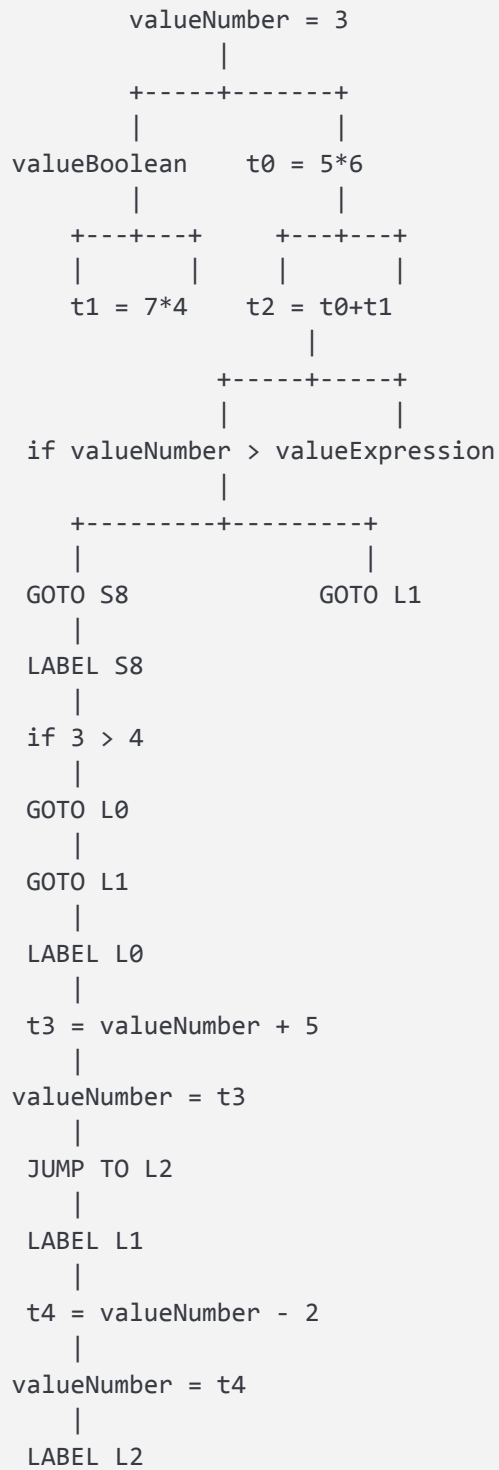 valueNumber = 3
              |
        +-----+-------+
        |             |
valueBoolean    t0 = 5*6
        |             |
    +---+---+     +---+---+
    |       |   |       |
    t1 = 7*4    t2 = t0+t1
                    |
              +-----+-----+
              |           |
 if valueNumber > valueExpression
              |
    +---------+---------+
    |                   |
 GOTO S8             GOTO L1
    |
 LABEL S8
    |
 if 3 > 4
    |
 GOTO L0
    |
 GOTO L1
    |
 LABEL L0
    |
 t3 = valueNumber + 5
    |
valueNumber = t3
    |
 JUMP TO L2
    |
 LABEL L1
    |
 t4 = valueNumber - 2
    |
valueNumber = t4
    |
 LABEL L2